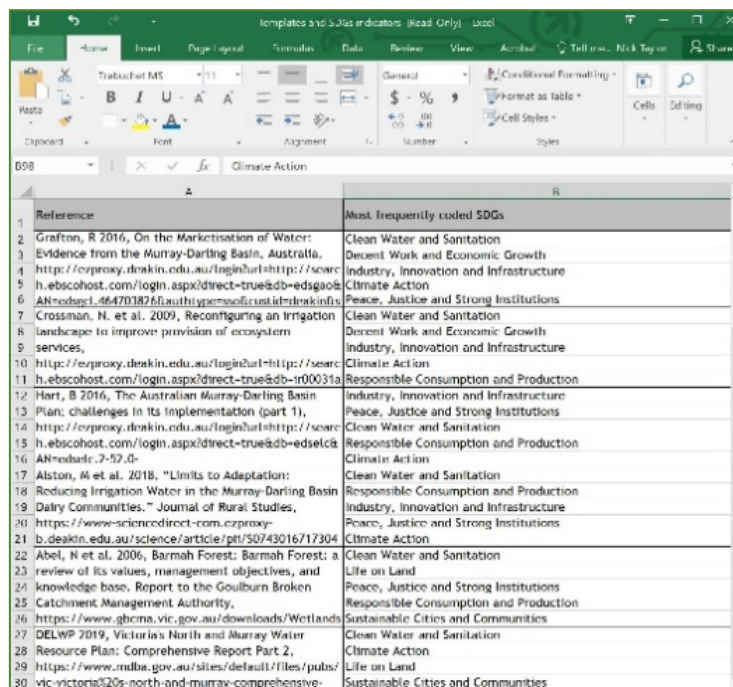 Templates and SDGs indicators [Read-Only] - Excel
File Home Insert Page Layout Formulas Data Review View Acrobat Tell me... Nick Taylor Share
Trebuchet MS 11 General Conditional Formatting
Paste B I U A A $ % , Format as Table Cells Editing
A Cell Styles
Clipboard Font Alignment Number Styles
B98 fx Climate Action
A B
1 Reference Most frequently coded SDGs
2 Grafton, R 2016, On the Marketisation of Water: Clean Water and Sanitation
3 Evidence from the Murray-Darling Basin, Australia, Decent Work and Economic Growth
4 http://ezproxy.deakin.edu.au/login?url=http://searc Industry, Innovation and Infrastructure
5 h.ebscohost.com/login.aspx?direct=true&db=edsgao& Climate Action
6 AN=edsgcl.464703826&authtype=sso&custid=deakin&s Peace, Justice and Strong Institutions
7 Crossman, N. et al. 2009, Reconfiguring an irrigation Clean Water and Sanitation
8 landscape to improve provision of ecosystem Decent Work and Economic Growth
9 services, Industry, Innovation and Infrastructure
10 http://ezproxy.deakin.edu.au/login?url=http://searc Climate Action
11 h.ebscohost.com/login.aspx?direct=true&db=ir00031a Responsible Consumption and Production
12 Hart, B 2016, The Australian Murray-Darling Basin Industry, Innovation and Infrastructure
13 Plan: challenges in its implementation (part 1), Peace, Justice and Strong Institutions
14 http://ezproxy.deakin.edu.au/login?url=http://searc Clean Water and Sanitation
15 h.ebscohost.com/login.aspx?direct=true&db=edselc& Responsible Consumption and Production
16 AN=edselc.2-52.0- Climate Action
17 Alston, M et al. 2018, "Limits to Adaptation: Clean Water and Sanitation
18 Reducing Irrigation Water in the Murray-Darling Basin Responsible Consumption and Production
19 Dairy Communities." Journal of Rural Studies, Industry, Innovation and Infrastructure
20 https://www-sciencedirect-com.ezproxy- Peace, Justice and Strong Institutions
21 b.deakin.edu.au/science/article/pii/S0743016717304 Climate Action
22 Abel, N et al. 2006, Barmah Forest: Barmah Forest: a Clean Water and Sanitation
23 review of its values, management objectives, and Life on Land
24 knowledge base. Report to the Goulburn Broken Peace, Justice and Strong Institutions
25 Catchment Management Authority, Responsible Consumption and Production
26 https://www.gbcma.vic.gov.au/downloads/Wetlands Sustainable Cities and Communities
27 DELWP 2019, Victoria's North and Murray Water Clean Water and Sanitation
28 Resource Plan: Comprehensive Report Part 2, Climate Action
29 https://www.mdba.gov.au/sites/default/files/pubs/ Life on Land
30 vic-victoria%20s-north-and-murray-comprehensive- Sustainable Cities and Communities